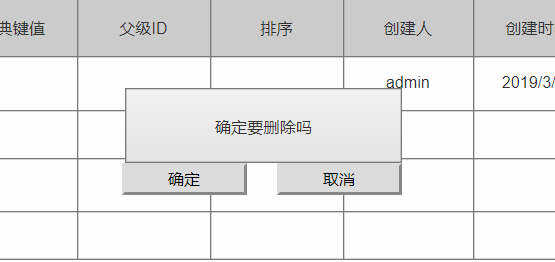 典键值 父级ID 排序 创建人 创建时
admin 2019/3/
确定要删除吗
确定 取消